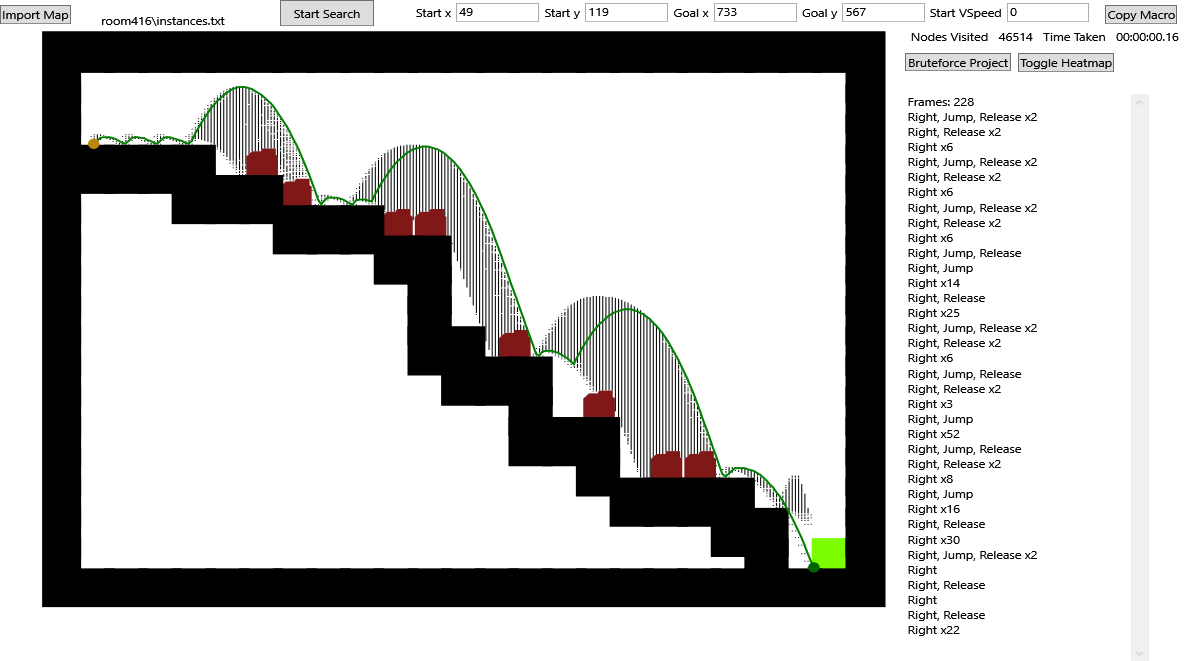 Import Map
room416\instances.txt
Start Search
Start x 49 Start y 119 Goal x 733 Goal y 567 Start VSpeed 0
Copy Macro
Nodes Visited 46514 Time Taken 00:00:00.16
Bruteforce Project Toggle Heatmap
Frames: 228
Right, Jump, Release x2
Right, Release x2
Right x6
Right, Jump, Release x2
Right, Release x2
Right x6
Right, Jump, Release x2
Right, Release x2
Right x6
Right, Jump, Release
Right, Jump
Right x14
Right, Release
Right x25
Right, Jump, Release x2
Right, Release x2
Right x6
Right, Jump, Release
Right, Release x2
Right x3
Right, Jump
Right x52
Right, Jump, Release
Right, Release x2
Right x8
Right, Jump
Right x16
Right, Release
Right x30
Right, Jump, Release x2
Right
Right, Release
Right
Right, Release
Right x22